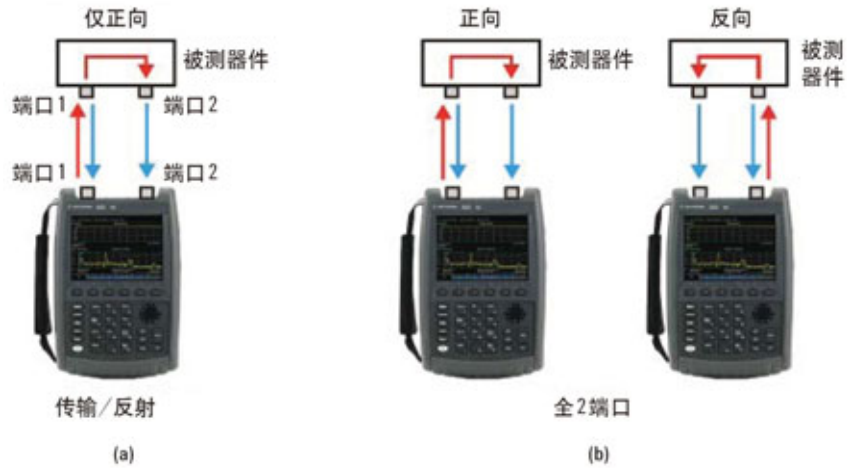 仅正向
被测器件
端口1
端口2
端口1
端口2
传输/反射
(a)
正向
反向
被测器件
被测
器件
全2端口
(b)